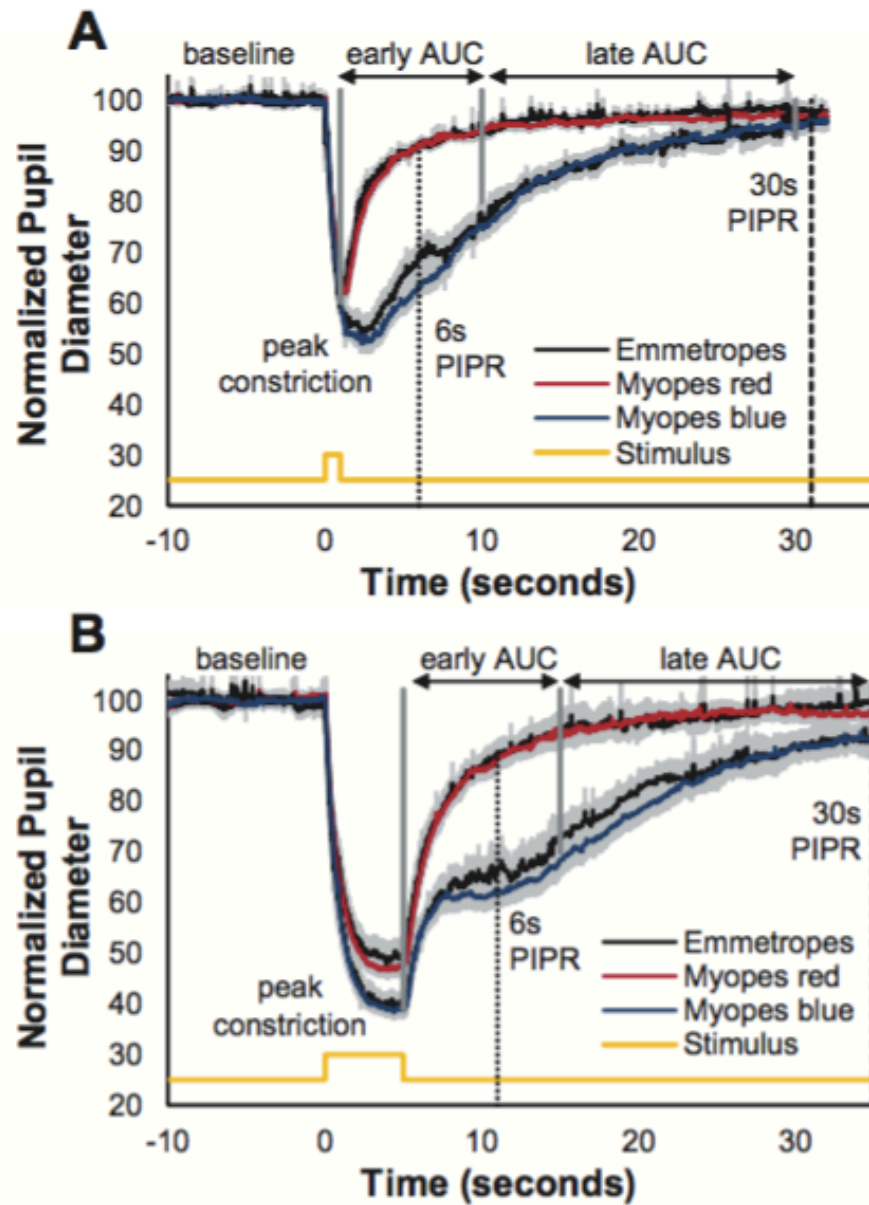 A
baseline early AUC late AUC
100
90
80
70
60
50
40
30
20
Normalized Pupil
Diameter
peak
constriction
6s
PIPR
30s
PIPR
Emmetropes
Myopes red
Myopes blue
Stimulus
-10 0 10 20 30
Time (seconds)
B
baseline early AUC late AUC
100
90
80
70
60
50
40
30
20
Normalized Pupil
Diameter
peak
constriction
6s
PIPR
30s
PIPR
Emmetropes
Myopes red
Myopes blue
Stimulus
-10 0 10 20 30
Time (seconds)